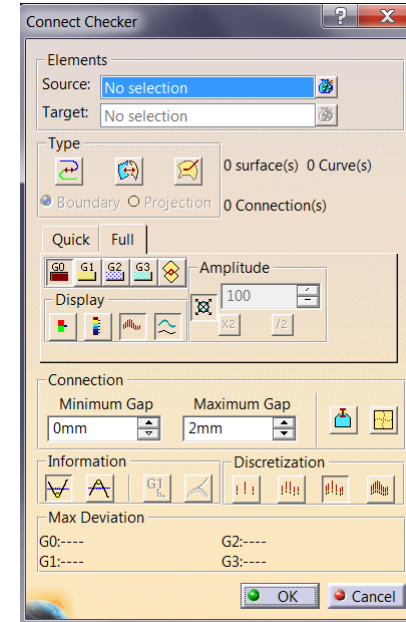 Connect Checker
Elements
Source: No selection
Target: No selection
Type
0 surface(s) 0 Curve(s)
Boundary Projection 0 Connection(s)
Quick Full
G0 G1 G2 G3 Amplitude
Display 100
X2 /2
Connection
Minimum Gap Maximum Gap
0mm 2mm
Information Discretization
G1
Max Deviation
G0:---- G2:----
G1:---- G3:----
OK Cancel